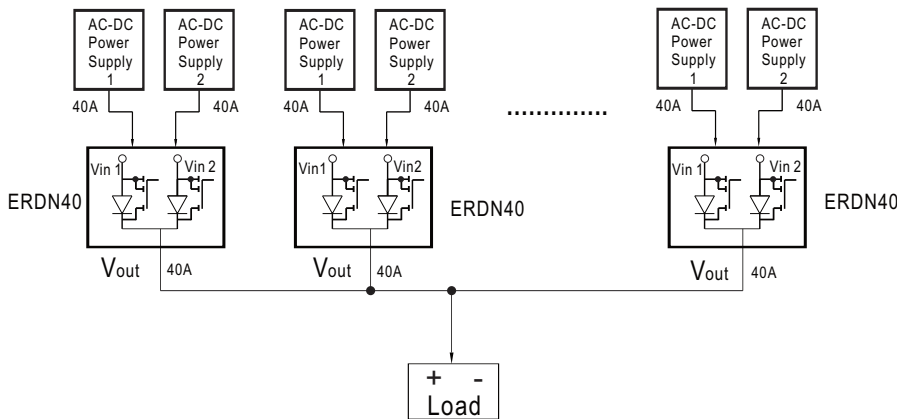 AC-DC
Power
Supply
1
AC-DC
Power
Supply
2
AC-DC
Power
Supply
1
AC-DC
Power
Supply
2
AC-DC
Power
Supply
1
AC-DC
Power
Supply
2
40A
40A
40A
40A
40A
40A
Vin 1
Vin 2
Vin1
Vin2
Vin 1
Vin 2
ERDN40
ERDN40
ERDN40
Vout
40A
Vout
40A
Vout
40A
+ -
Load